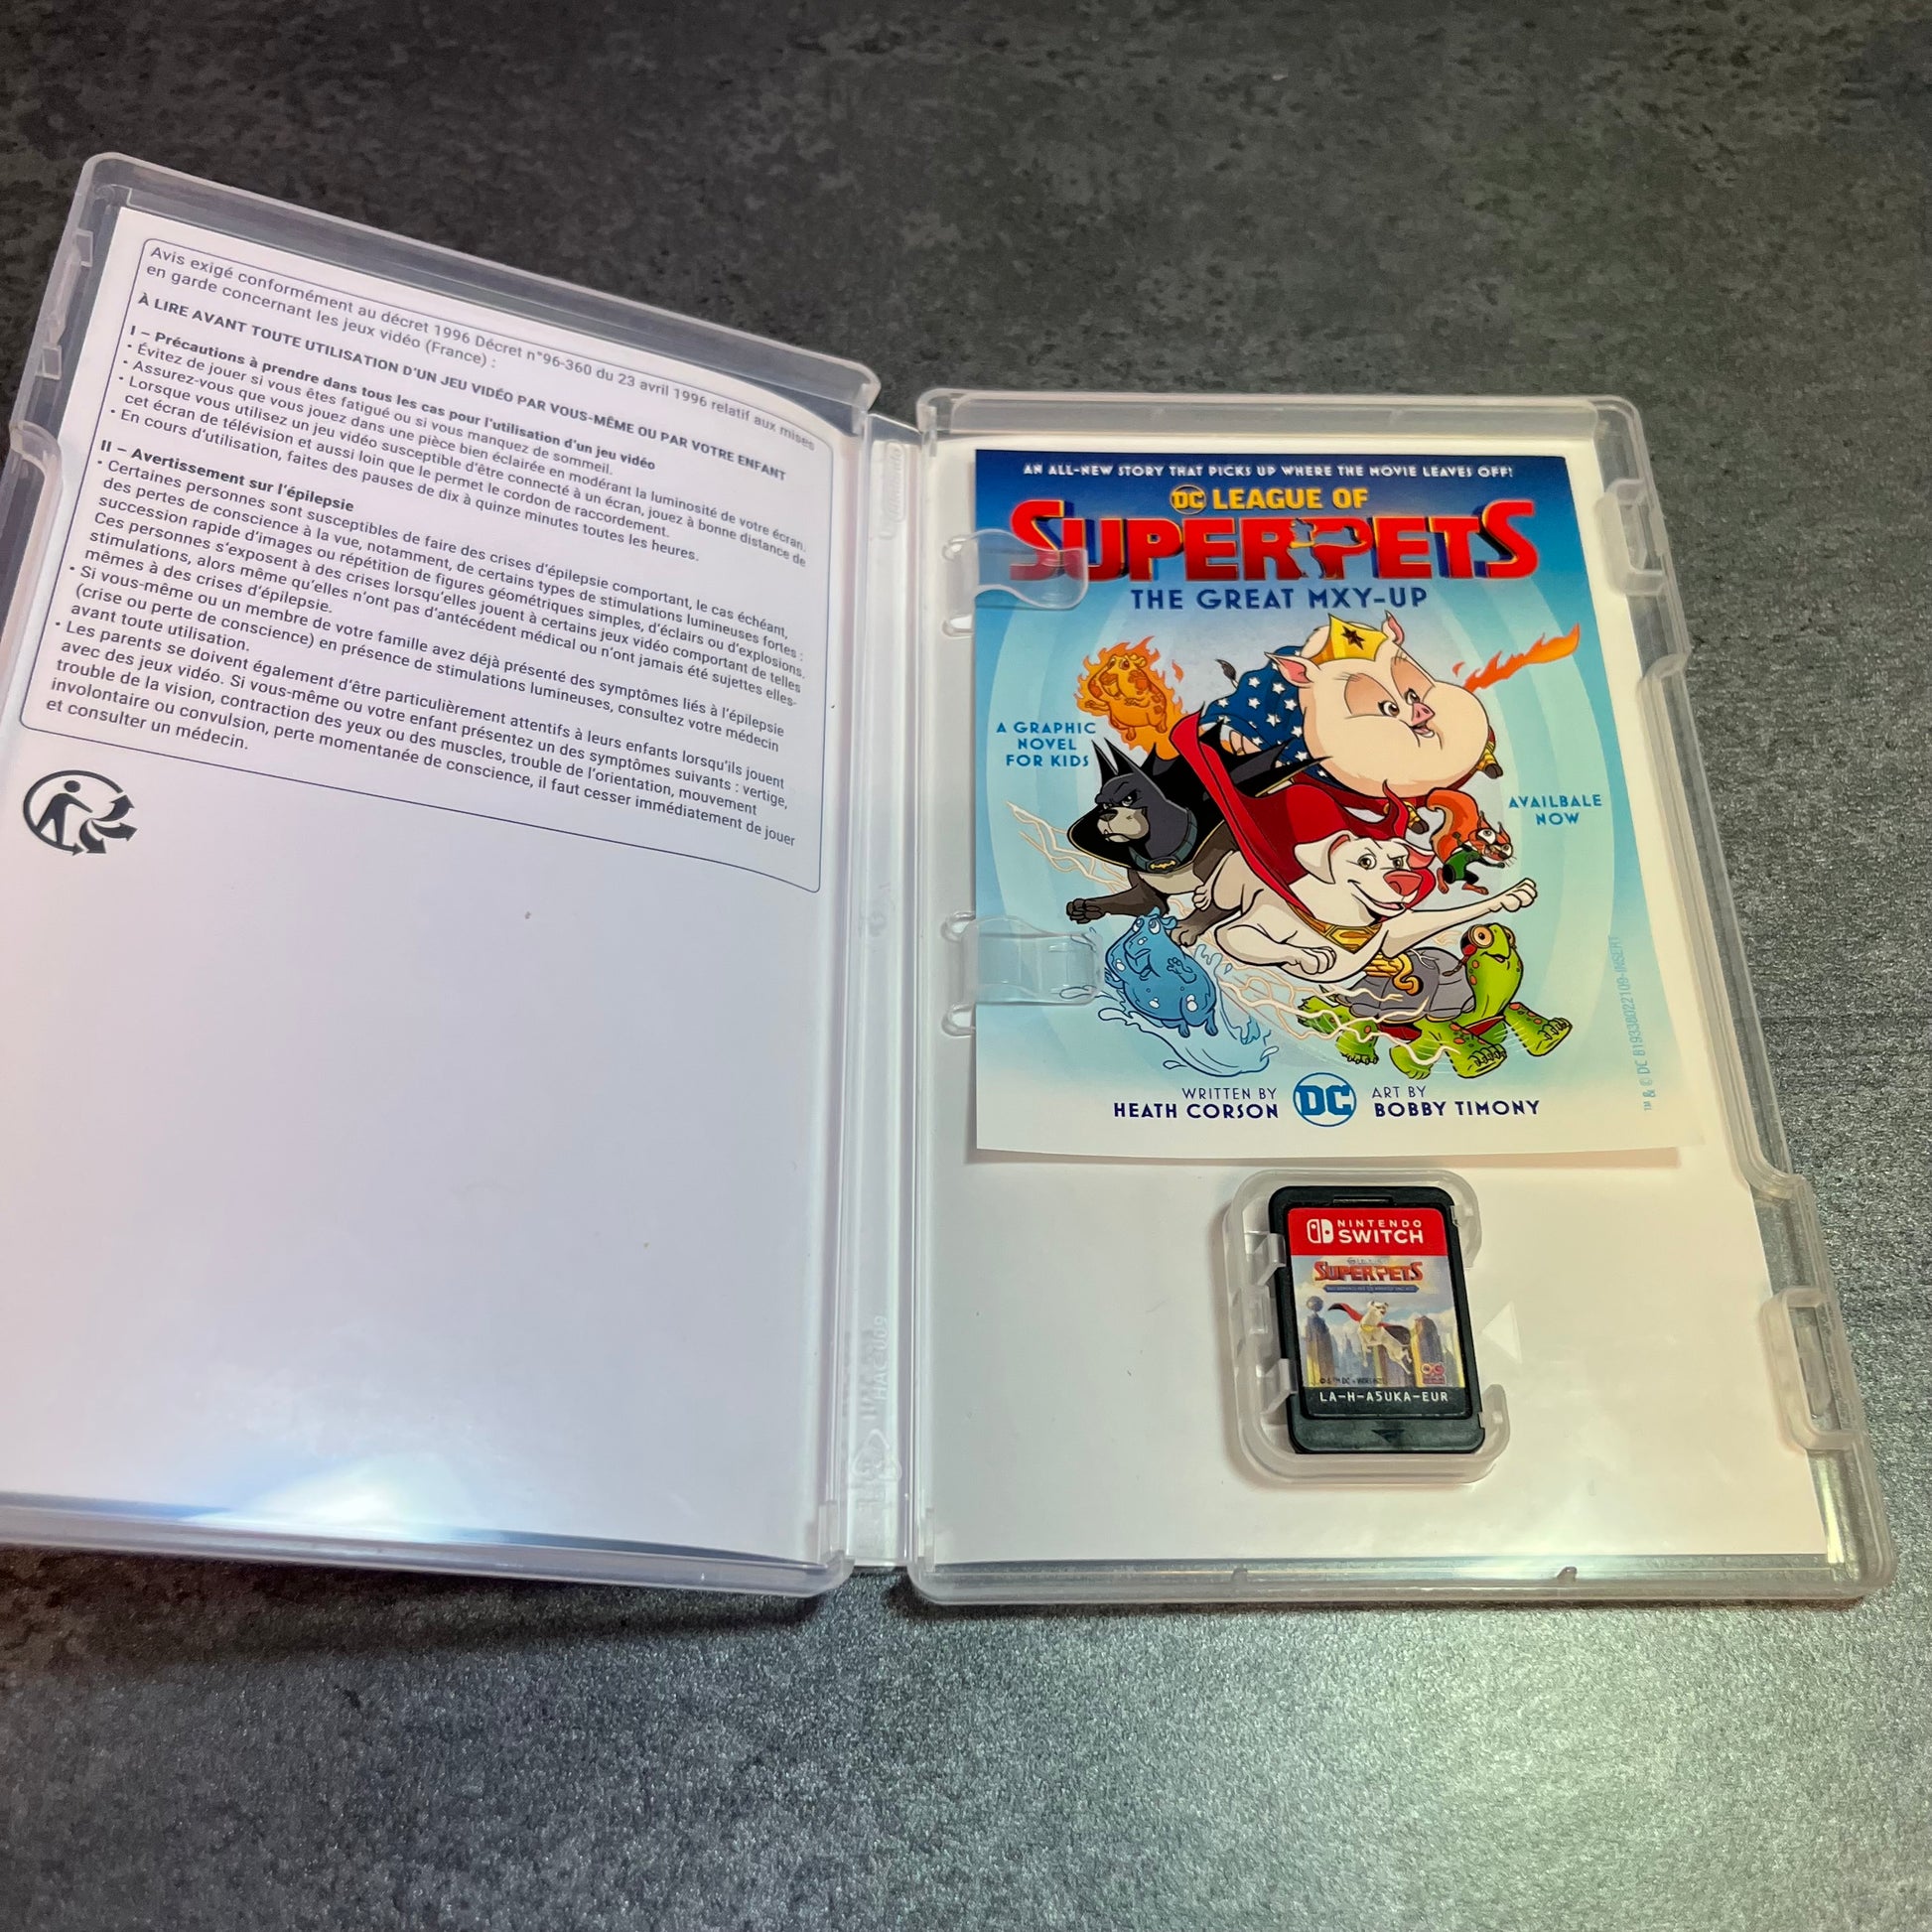 Avis exigé conformément au décret 1996 Décret n°96-360 du 23 avril 1996 relatif aux mises
en garde concernant les jeux vidéo (France) :
À LIRE AVANT TOUTE UTILISATION D'UN JEU VIDÉO PAR VOUS-MÊME OU PAR VOTRE ENFANT
I – Précautions à prendre dans tous les cas pour l'utilisation d'un jeu vidéo
• Évitez de jouer si vous êtes fatigué ou si vous manquez de sommeil.
• Assurez-vous que vous jouez dans une pièce bien éclairée en modérant la luminosité de votre écran.
• Lorsque vous utilisez un jeu vidéo susceptible d'être connecté à un écran, jouez à bonne distance de
cet écran de télévision et aussi loin que le permet le cordon de raccordement.
• En cours d'utilisation, faites des pauses de dix à quinze minutes toutes les heures.
II – Avertissement sur l'épilepsie
• Certaines personnes sont susceptibles de faire des crises d'épilepsie comportant, le cas échéant,
des pertes de conscience à la vue, notamment, de certains types de stimulations lumineuses fortes :
succession rapide d'images ou répétition de figures géométriques simples, d'éclairs ou d'explosions.
Ces personnes s'exposent à des crises lorsqu'elles jouent à certains jeux vidéo comportant de telles
stimulations, alors même qu'elles n'ont pas d'antécédent médical ou n'ont jamais été sujettes elles-
mêmes à des crises d'épilepsie.
• Si vous-même ou un membre de votre famille avez déjà présenté des symptômes liés à l'épilepsie
(crise ou perte de conscience) en présence de stimulations lumineuses, consultez votre médecin
avant toute utilisation.
• Les parents se doivent également d'être particulièrement attentifs à leurs enfants lorsqu'ils jouent
avec des jeux vidéo. Si vous-même ou votre enfant présentez un des symptômes suivants : vertige,
trouble de la vision, contraction des yeux ou des muscles, trouble de l'orientation, mouvement
involontaire ou convulsion, perte momentanée de conscience, il faut cesser immédiatement de jouer
et consulter un médecin.
AN ALL-NEW STORY THAT PICKS UP WHERE THE MOVIE LEAVES OFF!
DC LEAGUE OF
SUPER-PETS
THE GREAT MXY-UP
A GRAPHIC
NOVEL
FOR KIDS
AVAILBALE
NOW
WRITTEN BY
HEATH CORSON
DC
ART BY
BOBBY TIMONY
™ & © DC 819338022109-INSERT
NINTENDO
SWITCH
SUPER-PETS
LA-H-A5UKA-EUR